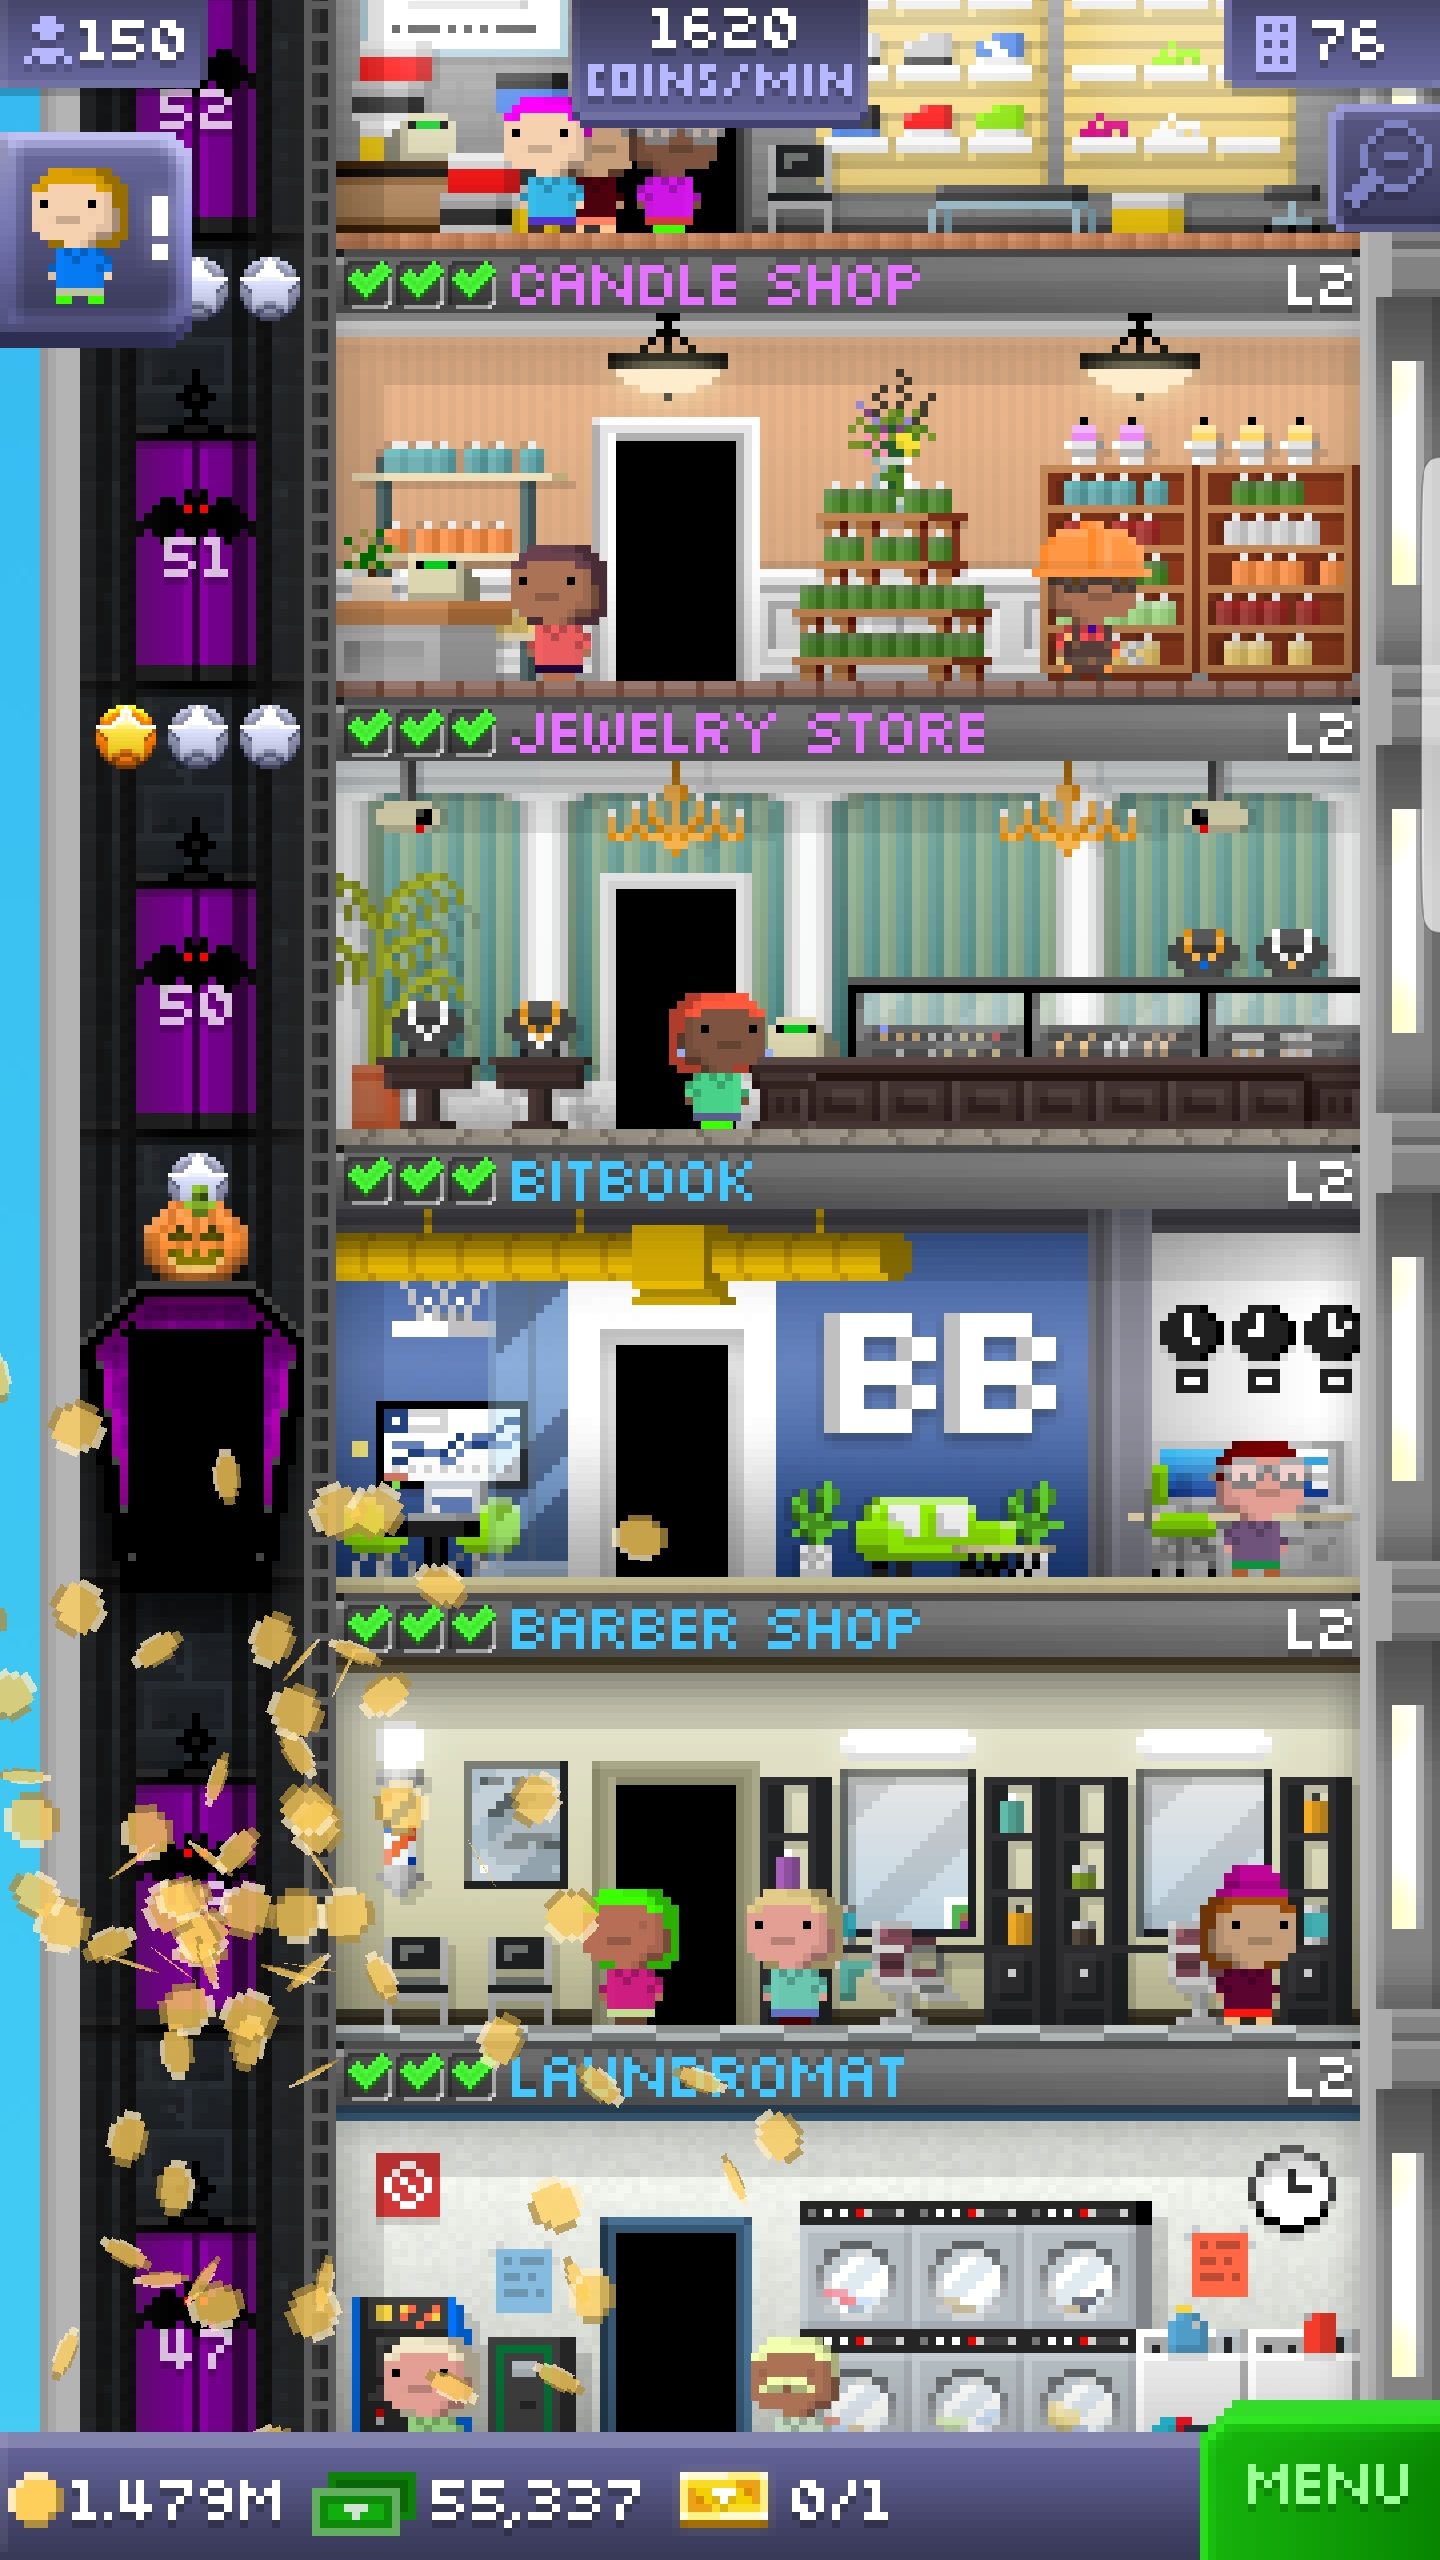 150
1620
COINS/MIN
76
52
!
CANDLE SHOP
L2
51
JEWELRY STORE
L2
50
BITBOOK
L2
BB
BARBER SHOP
L2
LAUNDROMAT
L2
47
1.479M
55,337
0/1
MENU